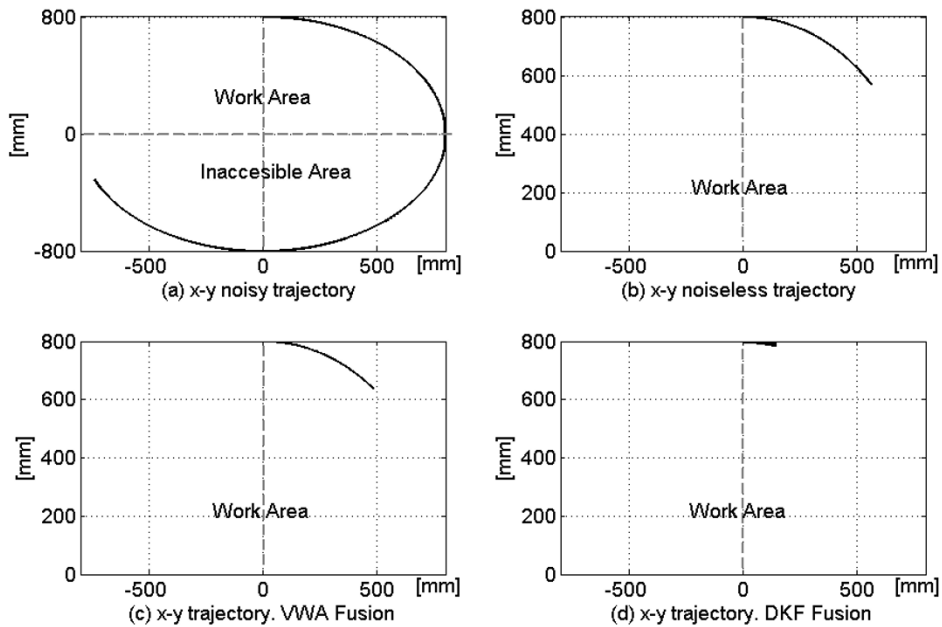 800
[mm]
Work Area
0
Inaccesible Area
-800
-500 0 500 [mm]
(a) x-y noisy trajectory
800
600
[mm]
400
200
Work Area
0
-500 0 500 [mm]
(b) x-y noiseless trajectory
800
600
[mm]
400
200
Work Area
0
-500 0 500 [mm]
(c) x-y trajectory. VWA Fusion
800
600
[mm]
400
200
Work Area
0
-500 0 500 [mm]
(d) x-y trajectory. DKF Fusion